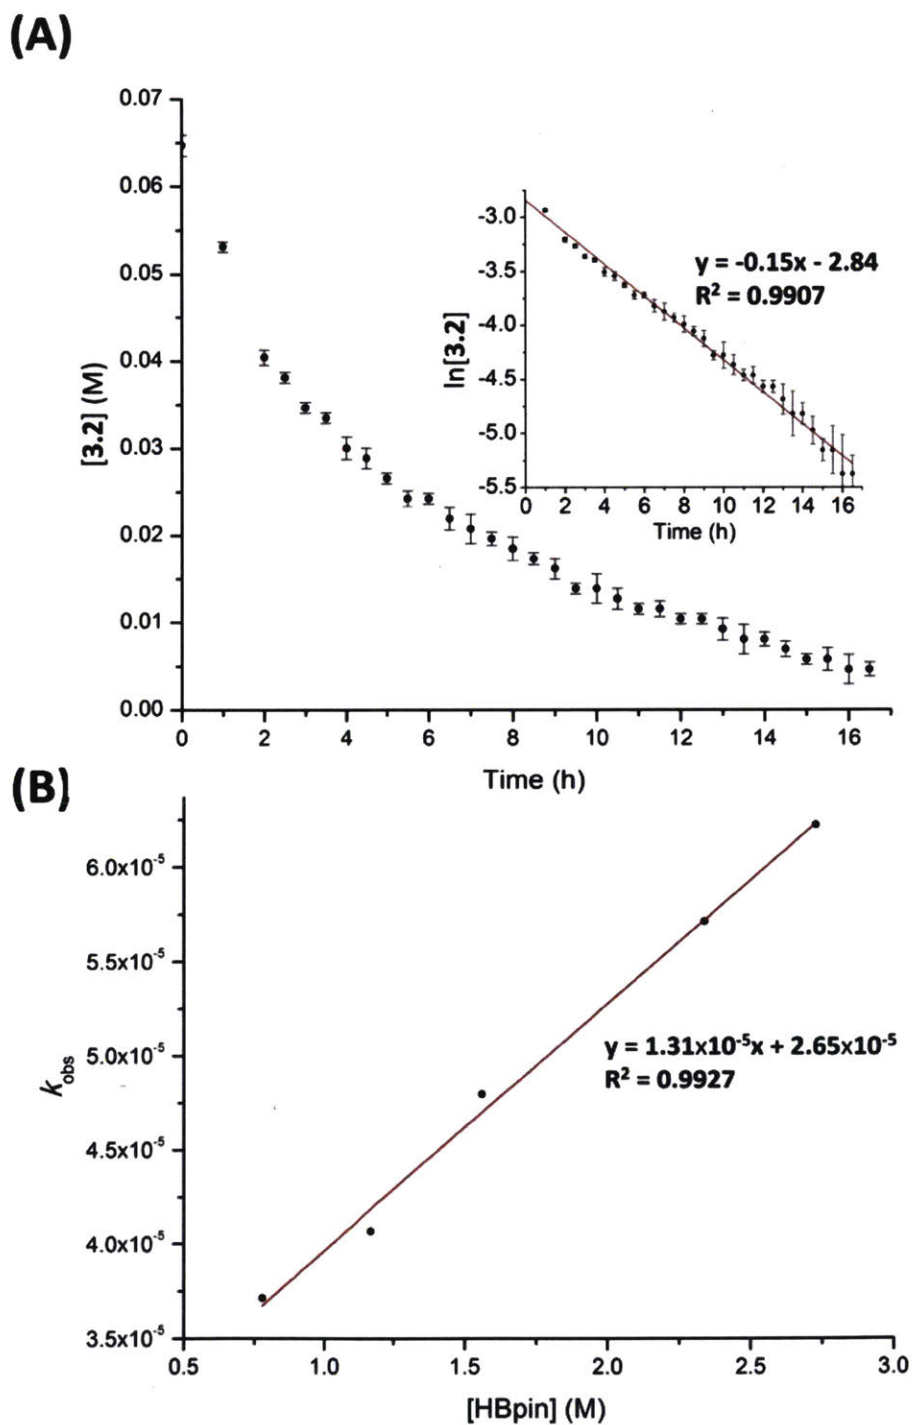 (A)
0.07
0.06
0.05
0.04
0.03
0.02
0.01
0.00
[3.2] (M)
0 2 4 6 8 10 12 14 16
Time (h)
-3.0
-3.5
-4.0
-4.5
-5.0
-5.5
ln[3.2]
y = -0.15x - 2.84
R² = 0.9907
0 2 4 6 8 10 12 14 16
Time (h)
(B)
6.0x10⁻⁵
5.5x10⁻⁵
5.0x10⁻⁵
4.5x10⁻⁵
4.0x10⁻⁵
3.5x10⁻⁵
k_obs
y = 1.31x10⁻⁵x + 2.65x10⁻⁵
R² = 0.9927
0.5 1.0 1.5 2.0 2.5 3.0
[HBpin] (M)